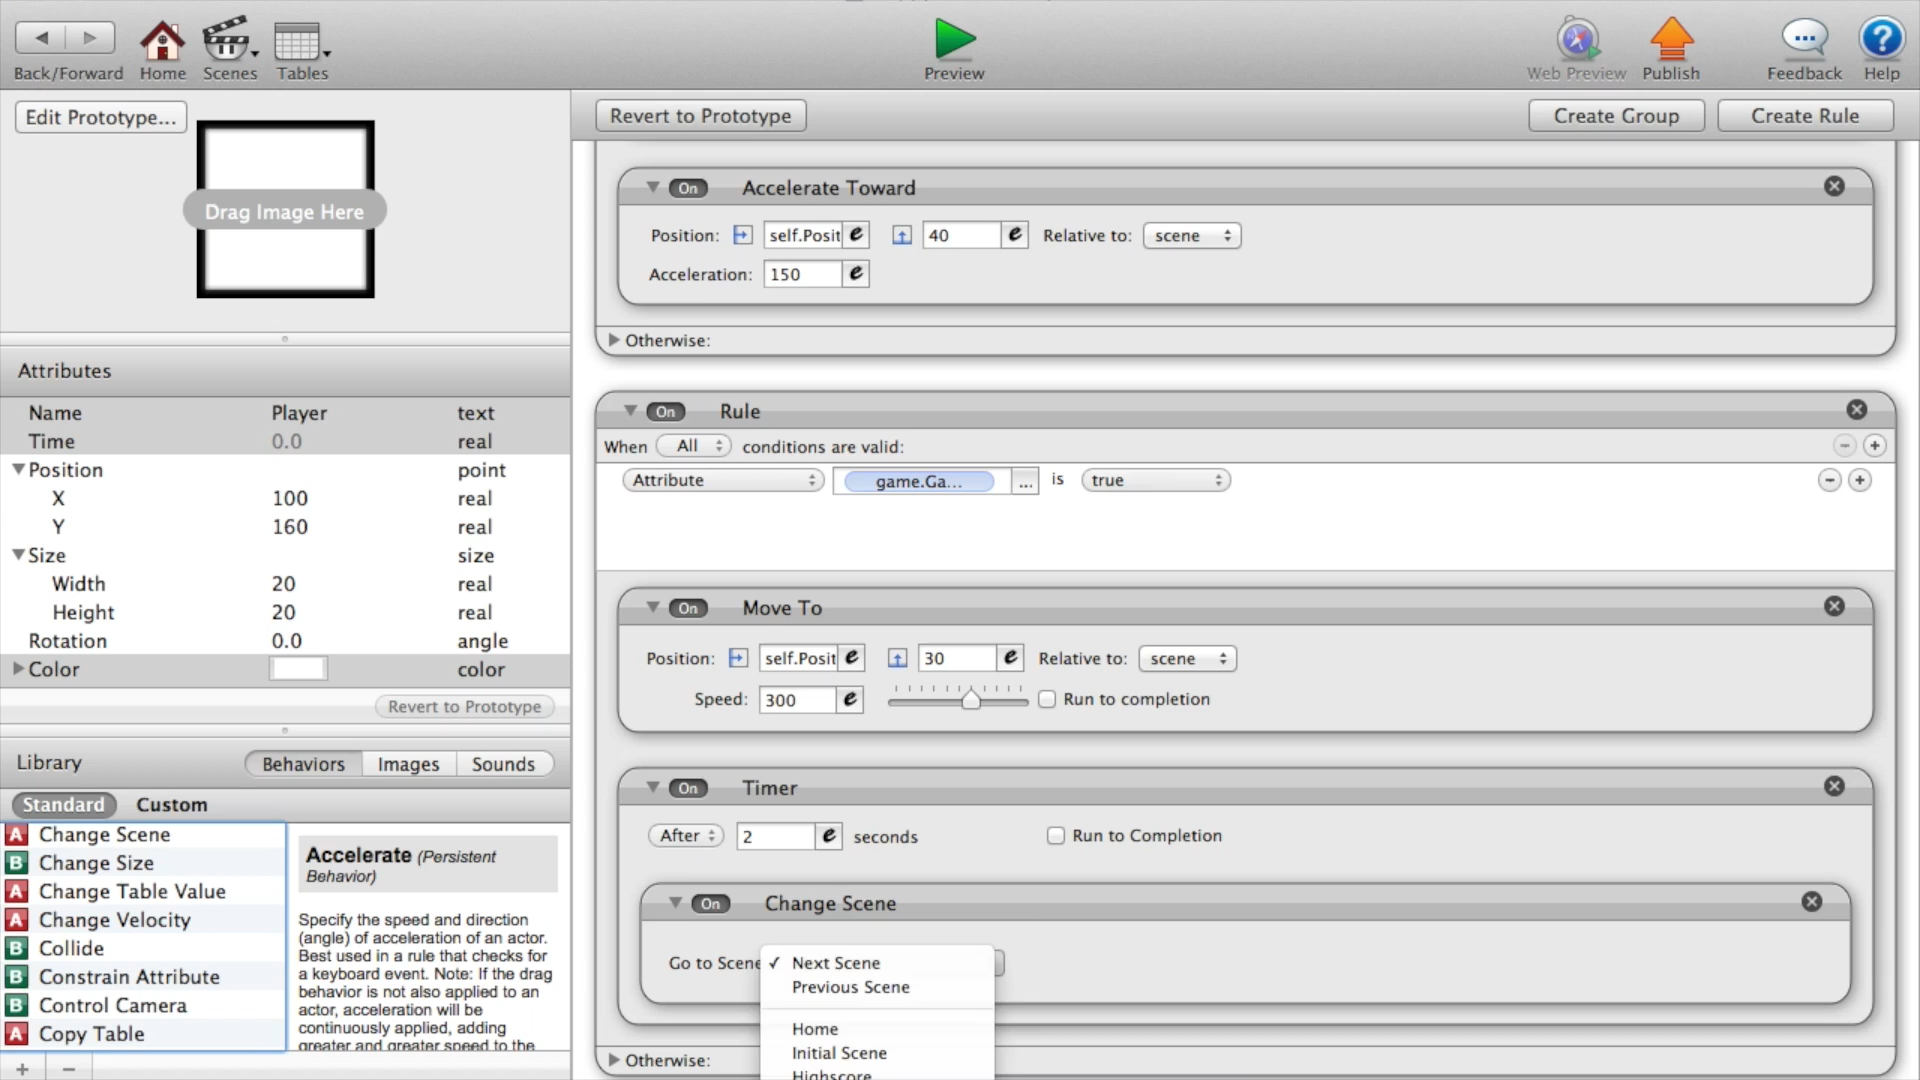 Back/Forward
Home
Scenes
Tables
Preview
Web Preview
Publish
Feedback
Help
Edit Prototype...
Drag Image Here
Attributes
Name Player text
Time 0.0 real
Position point
X 100 real
Y 160 real
Size size
Width 20 real
Height 20 real
Rotation 0.0 angle
Color color
Revert to Prototype
Library Behaviors Images Sounds
Standard Custom
A Change Scene
B Change Size
A Change Table Value
A Change Velocity
B Collide
B Constrain Attribute
B Control Camera
A Copy Table
Accelerate (Persistent
Behavior)
Specify the speed and direction
(angle) of acceleration of an actor.
Best used in a rule that checks for
a keyboard event. Note: If the drag
behavior is not also applied to an
actor, acceleration will be
continuously applied, adding
greater and greater speed to the
+ −
Revert to Prototype
Create Group
Create Rule
On Accelerate Toward
Position: self.Posit e 40 e Relative to: scene
Acceleration: 150 e
Otherwise:
On Rule
When All conditions are valid:
Attribute game.Ga... ... is true
On Move To
Position: self.Posit e 30 e Relative to: scene
Speed: 300 e Run to completion
On Timer
After 2 e seconds Run to Completion
On Change Scene
Go to Scene ✓ Next Scene
Previous Scene
Home
Initial Scene
Highscore
Otherwise: